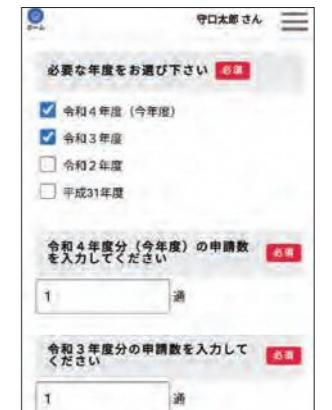 ホーム
守口太郎 さん
必要な年度をお選び下さい 必須
令和4年度（今年度）
令和3年度
令和2年度
平成31年度
令和4年度分（今年度）の申請数
を入力してください 必須
1 通
令和3年度分の申請数を入力して
ください 必須
1 通